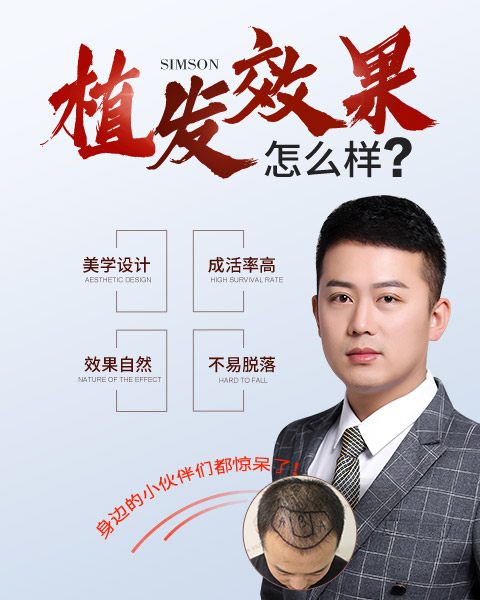 SIMSON
植发效果
怎么样?
美学设计
AESTHETIC DESIGN
成活率高
HIGH SURVIVAL RATE
效果自然
NATURE OF THE EFFECT
不易脱落
HARD TO FALL
身边的小伙伴们都惊呆了!